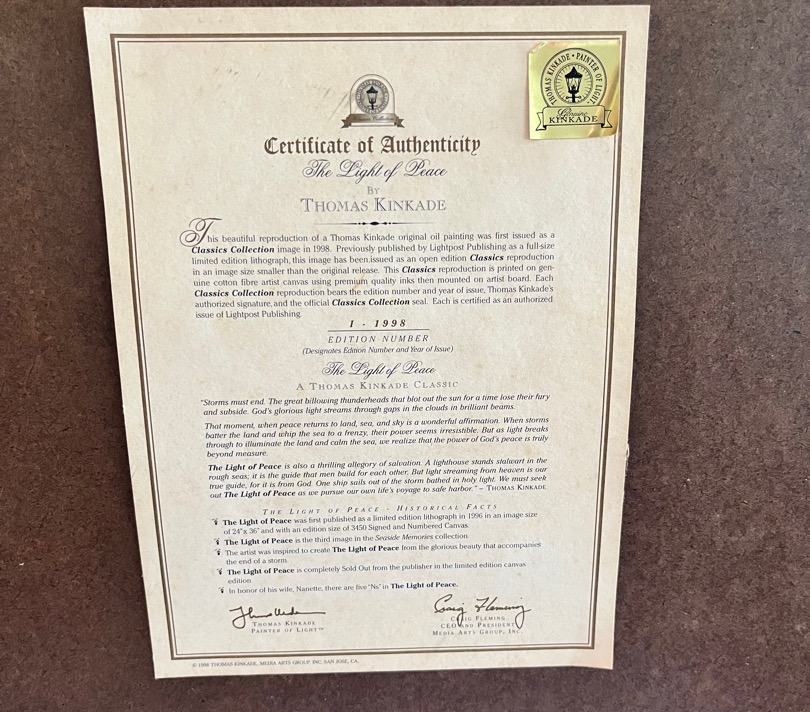 THOMAS KINKADE • PAINTER OF LIGHT
Genuine
KINKADE
Certificate of Authenticity
The Light of Peace
BY
THOMAS KINKADE
This beautiful reproduction of a Thomas Kinkade original oil painting was first issued as a
Classics Collection image in 1998. Previously published by Lightpost Publishing as a full-size
limited edition lithograph, this image has been issued as an open edition Classics reproduction
in an image size smaller than the original release. This Classics reproduction is printed on gen-
uine cotton fibre artist canvas using premium quality inks then mounted on artist board. Each
Classics Collection reproduction bears the edition number and year of issue, Thomas Kinkade's
authorized signature, and the official Classics Collection seal. Each is certified as an authorized
issue of Lightpost Publishing.
1 - 1998
EDITION NUMBER
(Designates Edition Number and Year of Issue)
The Light of Peace
A THOMAS KINKADE CLASSIC
"Storms must end. The great billowing thunderheads that blot out the sun for a time lose their fury
and subside. God's glorious light streams through gaps in the clouds in brilliant beams.
That moment, when peace returns to land, sea, and sky is a wonderful affirmation. When storms
batter the land and whip the sea to a frenzy, their power seems irresistible. But as light breaks
through to illuminate the land and calm the sea, we realize that the power of God's peace is truly
beyond measure.
The Light of Peace is also a thrilling allegory of salvation. A lighthouse stands stalwart in the
rough seas; it is the guide that men build for each other. But light streaming from heaven is our
true guide, for it is from God. One ship sails out of the storm bathed in holy light. We must seek
out The Light of Peace as we pursue our own life's voyage to safe harbor." – THOMAS KINKADE
THE LIGHT OF PEACE - HISTORICAL FACTS
The Light of Peace was first published as a limited edition lithograph in 1996 in an image size
of 24" x 36" and with an edition size of 3450 Signed and Numbered Canvas.
The Light of Peace is the third image in the Seaside Memories collection
The artist was inspired to create The Light of Peace from the glorious beauty that accompanies
the end of a storm.
The Light of Peace is completely Sold Out from the publisher in the limited edition canvas
edition
In honor of his wife, Nanette, there are five "Ns" in The Light of Peace.
THOMAS KINKADE
PAINTER OF LIGHT™
Craig Fleming
CRAIG FLEMING
CEO AND PRESIDENT
MEDIA ARTS GROUP, INC.
© 1998 THOMAS KINKADE, MEDIA ARTS GROUP, INC. SAN JOSE, CA.